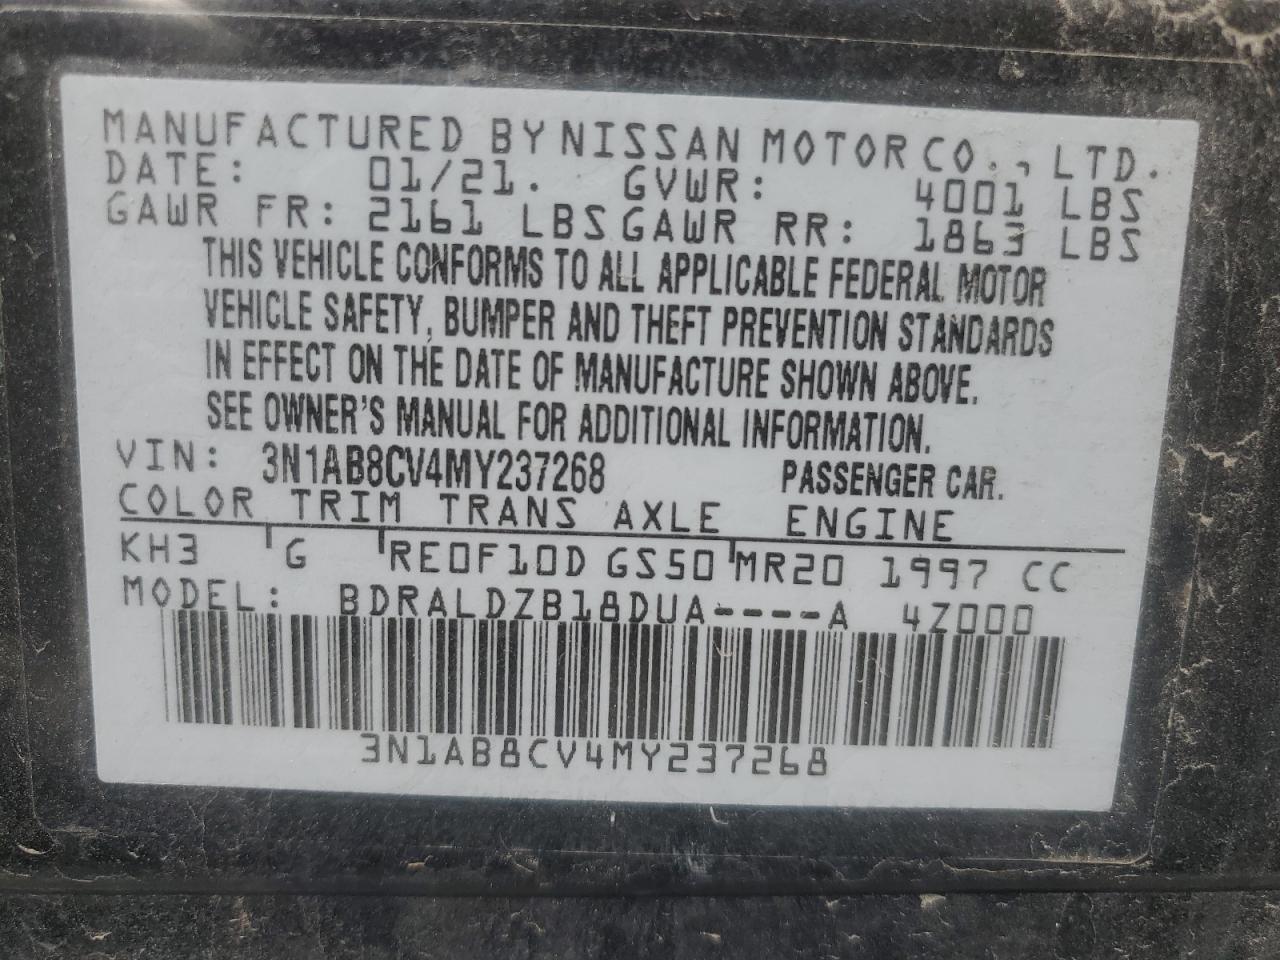 MANUFACTURED BY NISSAN MOTOR CO., LTD.
DATE: 01/21. GVWR: 4001 LBS
GAWR FR: 2161 LBS GAWR RR: 1863 LBS
THIS VEHICLE CONFORMS TO ALL APPLICABLE FEDERAL MOTOR
VEHICLE SAFETY, BUMPER AND THEFT PREVENTION STANDARDS
IN EFFECT ON THE DATE OF MANUFACTURE SHOWN ABOVE.
SEE OWNER'S MANUAL FOR ADDITIONAL INFORMATION.
VIN: 3N1AB8CV4MY237268 PASSENGER CAR.
COLOR TRIM TRANS AXLE ENGINE
KH3 G RE0F10D GS50 MR20 1997 CC
MODEL: BDRALDZB18DUA----A 4Z000
3N1AB8CV4MY237268